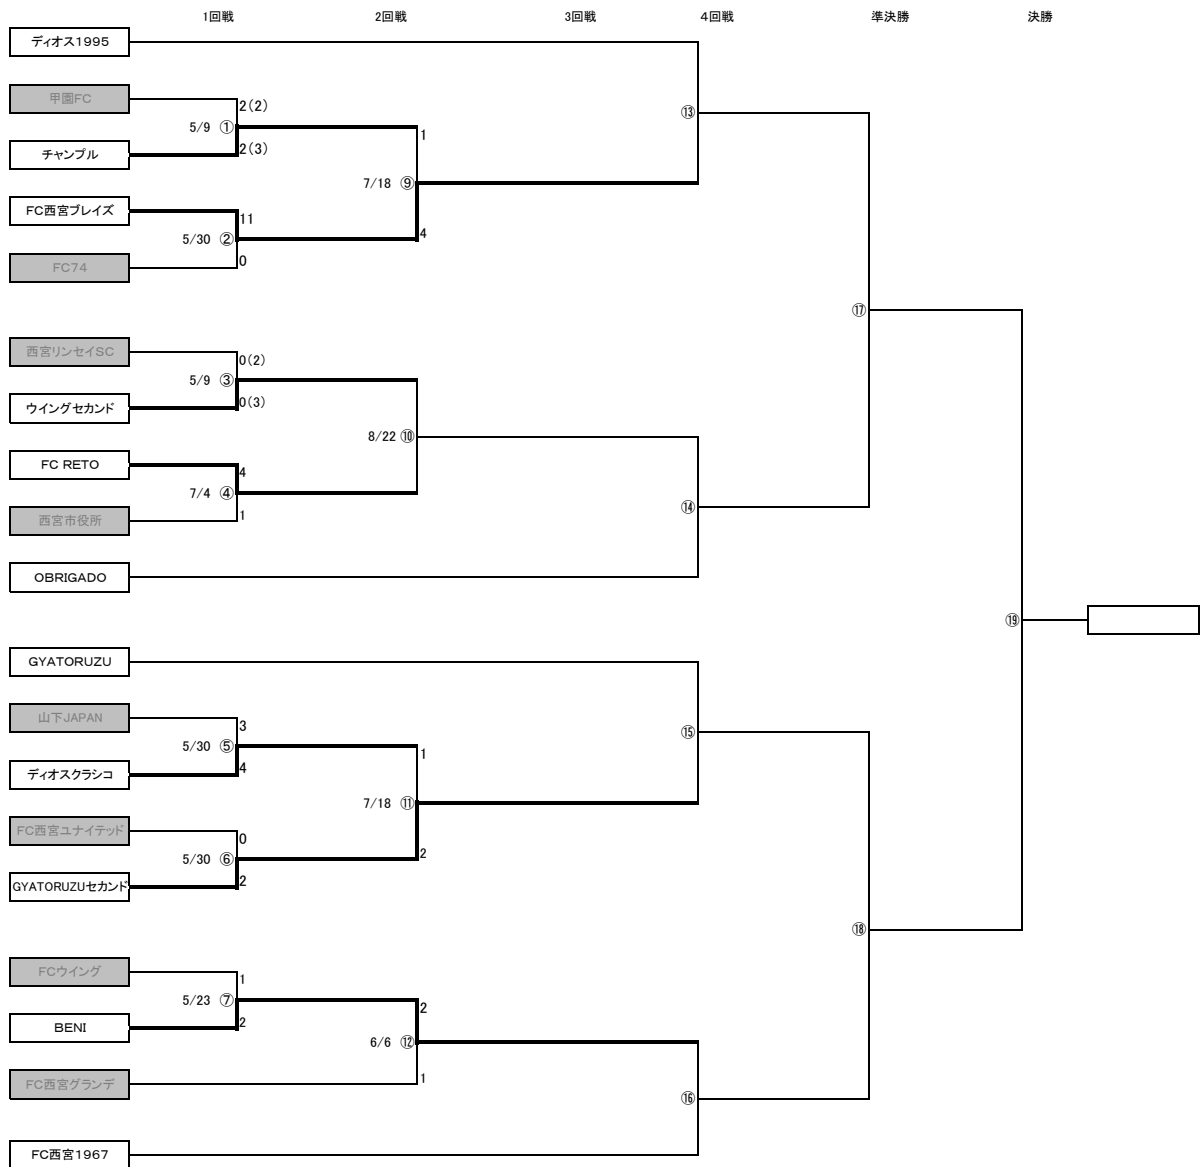 1回戦 2回戦 3回戦 4回戦 準決勝 決勝
ディオス1995
甲園FC
2(2)
5/9 ①
⑬
1
チャンプル
2(3)
7/18 ⑨
FC西宮ブレイズ
11
4
5/30 ②
FC74
0
⑰
西宮リンセイSC
0(2)
5/9 ③
ウイングセカンド
0(3)
8/22 ⑩
FC RETO
4
7/4 ④
⑭
西宮市役所
1
OBRIGADO
⑲
GYATORUZU
山下JAPAN
3
⑮
5/30 ⑤
1
ディオスクラシコ
4
7/18 ⑪
FC西宮ユナイテッド
0
2
5/30 ⑥
GYATORUZUセカンド
2
⑱
FCウイング
1
5/23 ⑦
2
BENI
2
6/6 ⑫
FC西宮グランデ
1
⑯
FC西宮1967